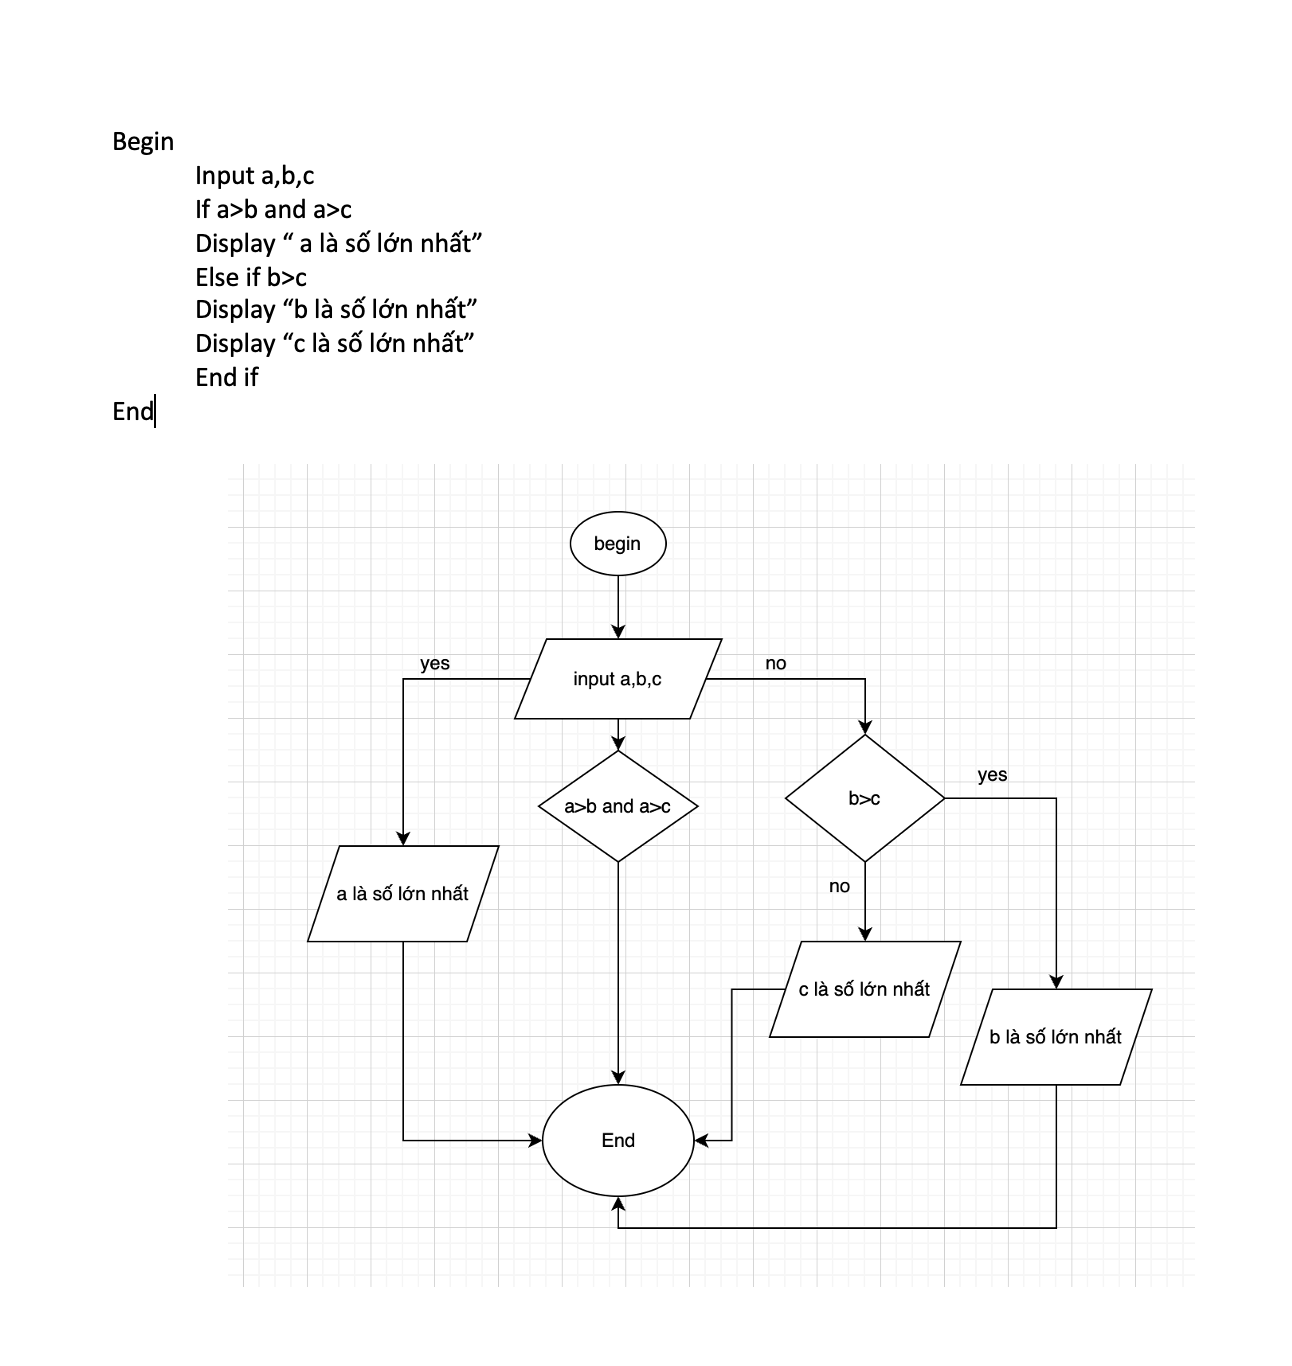 Begin
Input a,b,c
If a>b and a>c
Display “ a là số lớn nhất”
Else if b>c
Display “b là số lớn nhất”
Display “c là số lớn nhất”
End if
End
begin
yes
input a,b,c
no
a>b and a>c
b>c
yes
no
a là số lớn nhất
c là số lớn nhất
b là số lớn nhất
End